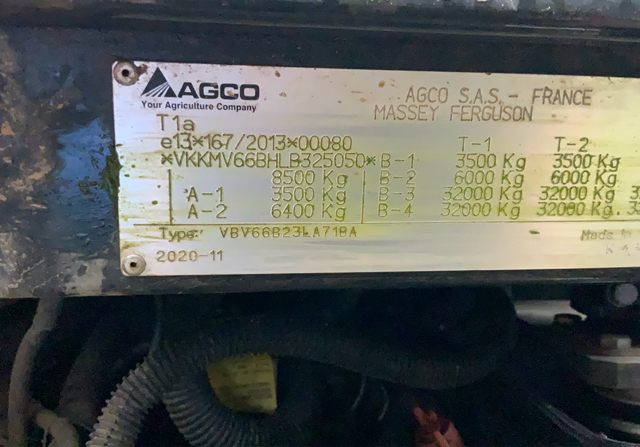 AGCO
Your Agriculture Company
AGCO S.A.S.- FRANCE
MASSEY FERGUSON
T1a
e13*167/2013*00080 T-1 T-2
*VKKMV66BHLB325050* B-1 3500 Kg 3500 Kg
8500 Kg B-2 6000 Kg 6000 Kg
A-1 3500 Kg B-3 32000 Kg 32000 Kg
A-2 6400 Kg B-4 32000 Kg 32000 Kg
Type: Made in
2020-11